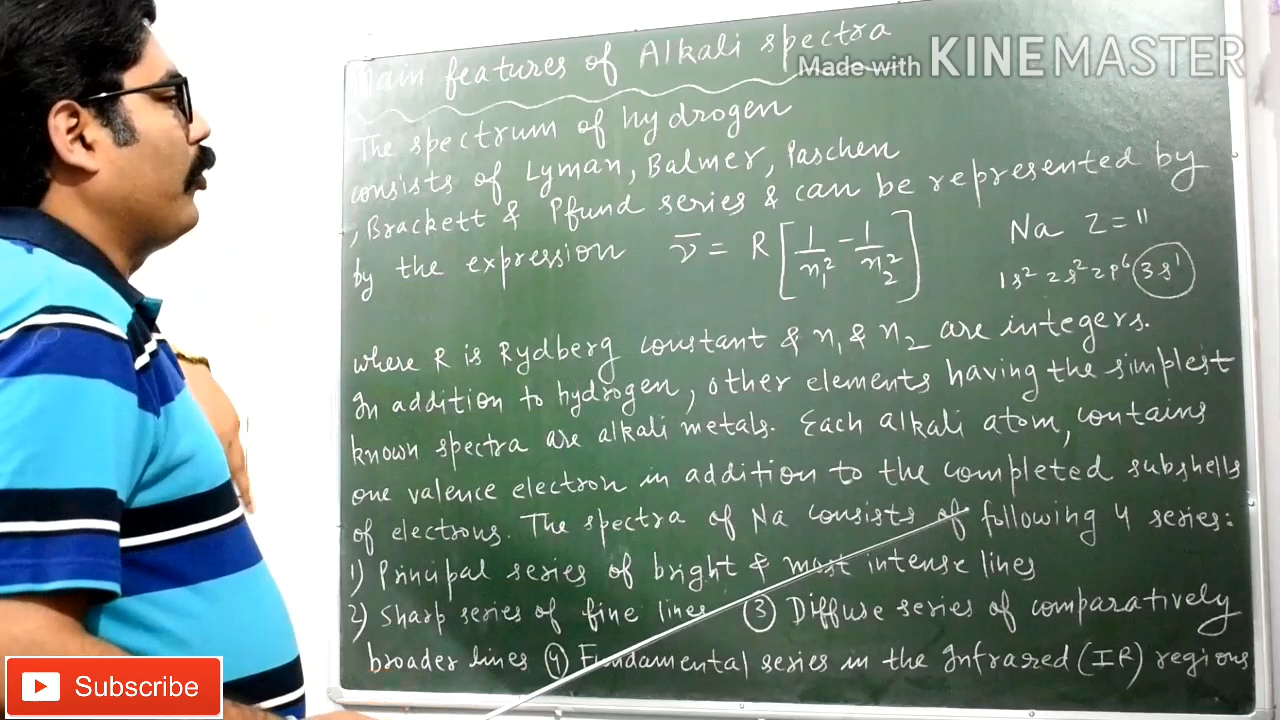 Main features of Alkali spectra
Made with KINEMASTER
The spectrum of hydrogen
consists of Lyman, Balmer, Paschen
, Brackett & Pfund series & can be represented by
by the expression ν̅ = R [1/n₁² - 1/n₂²]
Na Z = 11
1s² 2s² 2p⁶ 3s¹
where R is Rydberg constant & n₁ & n₂ are integers.
In addition to hydrogen, other elements having the simplest
known spectra are alkali metals. Each alkali atom, contains
one valence electron in addition to the completed subshells
of electrons. The spectra of Na consists of following 4 series:
1) Principal series of bright & most intense lines
2) Sharp series of fine lines ③ Diffuse series of comparatively
broader lines ④ Fundamental series in the Infrared (IR) regions
Subscribe